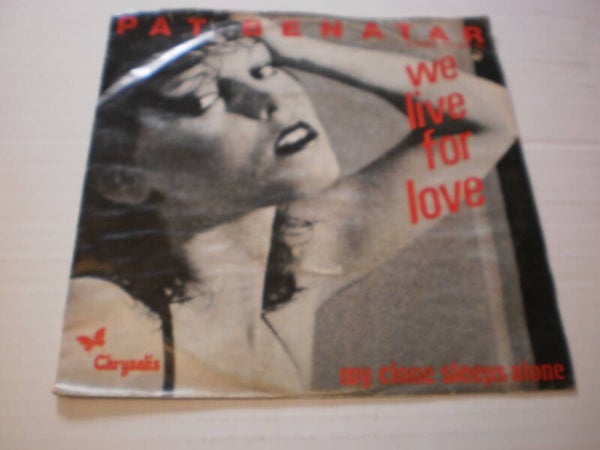 PAT BENATAR
we
live
for
love
Chrysalis
my clone sleeps alone